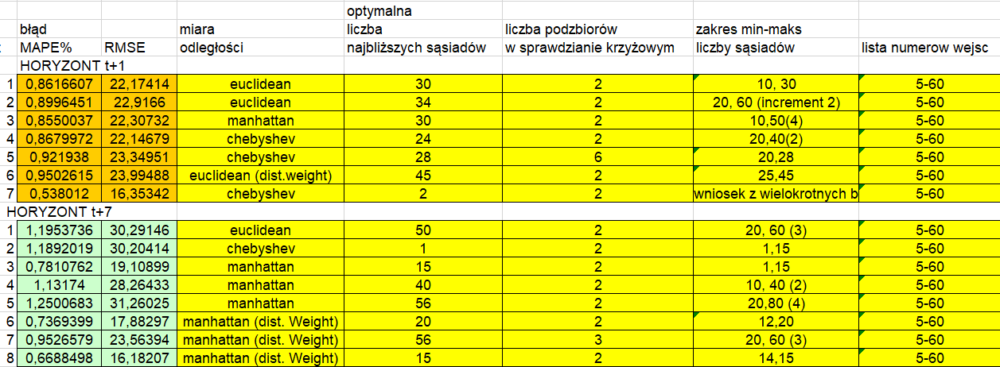 optymalna
błąd miara liczba liczba podzbiorów zakres min-maks
MAPE% RMSE odległości najbliższych sąsiadów w sprawdzianie krzyżowym liczby sąsiadów lista numerow wejsc
HORYZONT t+1
1 0,8616607 22,17414 euclidean 30 2 10, 30 5-60
2 0,8996451 22,9166 euclidean 34 2 20, 60 (increment 2) 5-60
3 0,8550037 22,30732 manhattan 30 2 10,50(4) 5-60
4 0,8679972 22,14679 chebyshev 24 2 20,40(2) 5-60
5 0,921938 23,34951 chebyshev 28 6 20,28 5-60
6 0,9502615 23,99488 euclidean (dist.weight) 45 2 25,45 5-60
7 0,538012 16,35342 chebyshev 2 2 wniosek z wielokrotnych b 5-60
HORYZONT t+7
1 1,1953736 30,29146 euclidean 50 2 20, 60 (3) 5-60
2 1,1892019 30,20414 chebyshev 1 2 1,15 5-60
3 0,7810762 19,10899 manhattan 15 2 1,15 5-60
4 1,13174 28,26433 manhattan 40 2 10, 40 (2) 5-60
5 1,2500683 31,26025 manhattan 56 2 20,80 (4) 5-60
6 0,7369399 17,88297 manhattan (dist. Weight) 20 2 12,20 5-60
7 0,9526579 23,56394 manhattan (dist. Weight) 56 3 20, 60 (3) 5-60
8 0,6688498 16,18207 manhattan (dist. Weight) 15 2 14,15 5-60